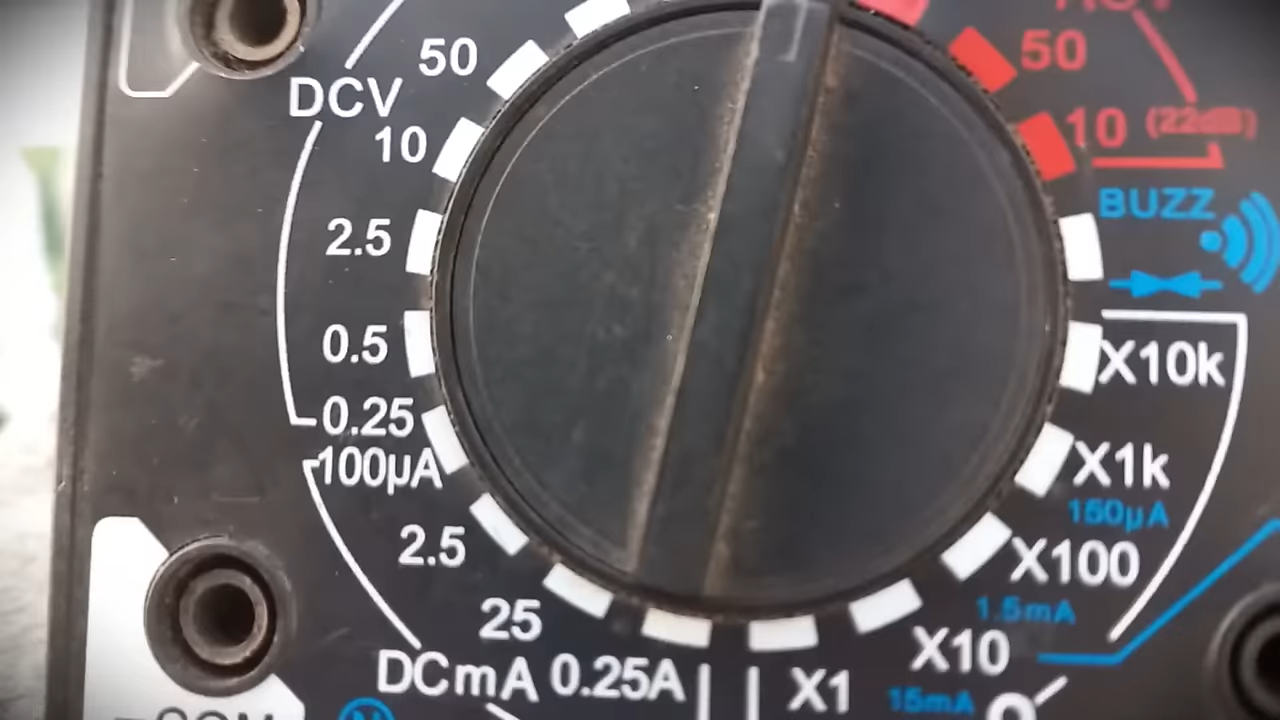 50
DCV
10
2.5
0.5
0.25
100µA
2.5
25
DCmA 0.25A
50
10 (22dB)
BUZZ
X10k
X1k
150µA
X100
1.5mA
X10
15mA
X1
Ω
-COM
N